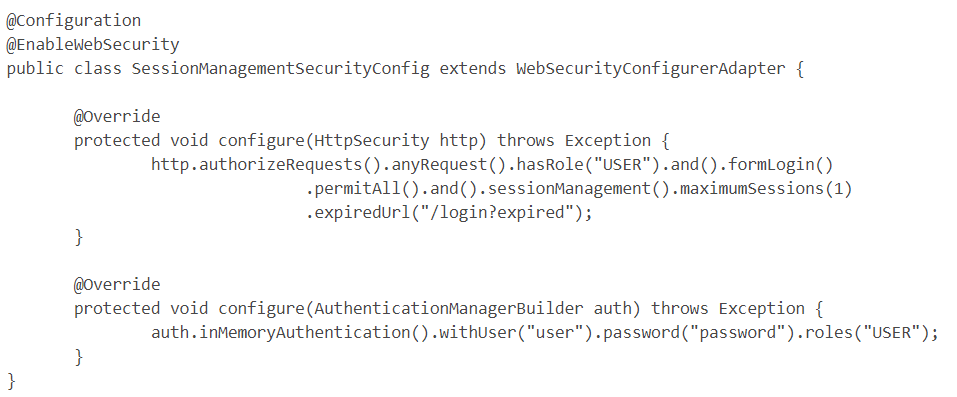 @Configuration
@EnableWebSecurity
public class SessionManagementSecurityConfig extends WebSecurityConfigurerAdapter {
@Override
protected void configure(HttpSecurity http) throws Exception {
http.authorizeRequests().anyRequest().hasRole("USER").and().formLogin()
.permitAll().and().sessionManagement().maximumSessions(1)
.expiredUrl("/login?expired");
}
@Override
protected void configure(AuthenticationManagerBuilder auth) throws Exception {
auth.inMemoryAuthentication().withUser("user").password("password").roles("USER");
}
}